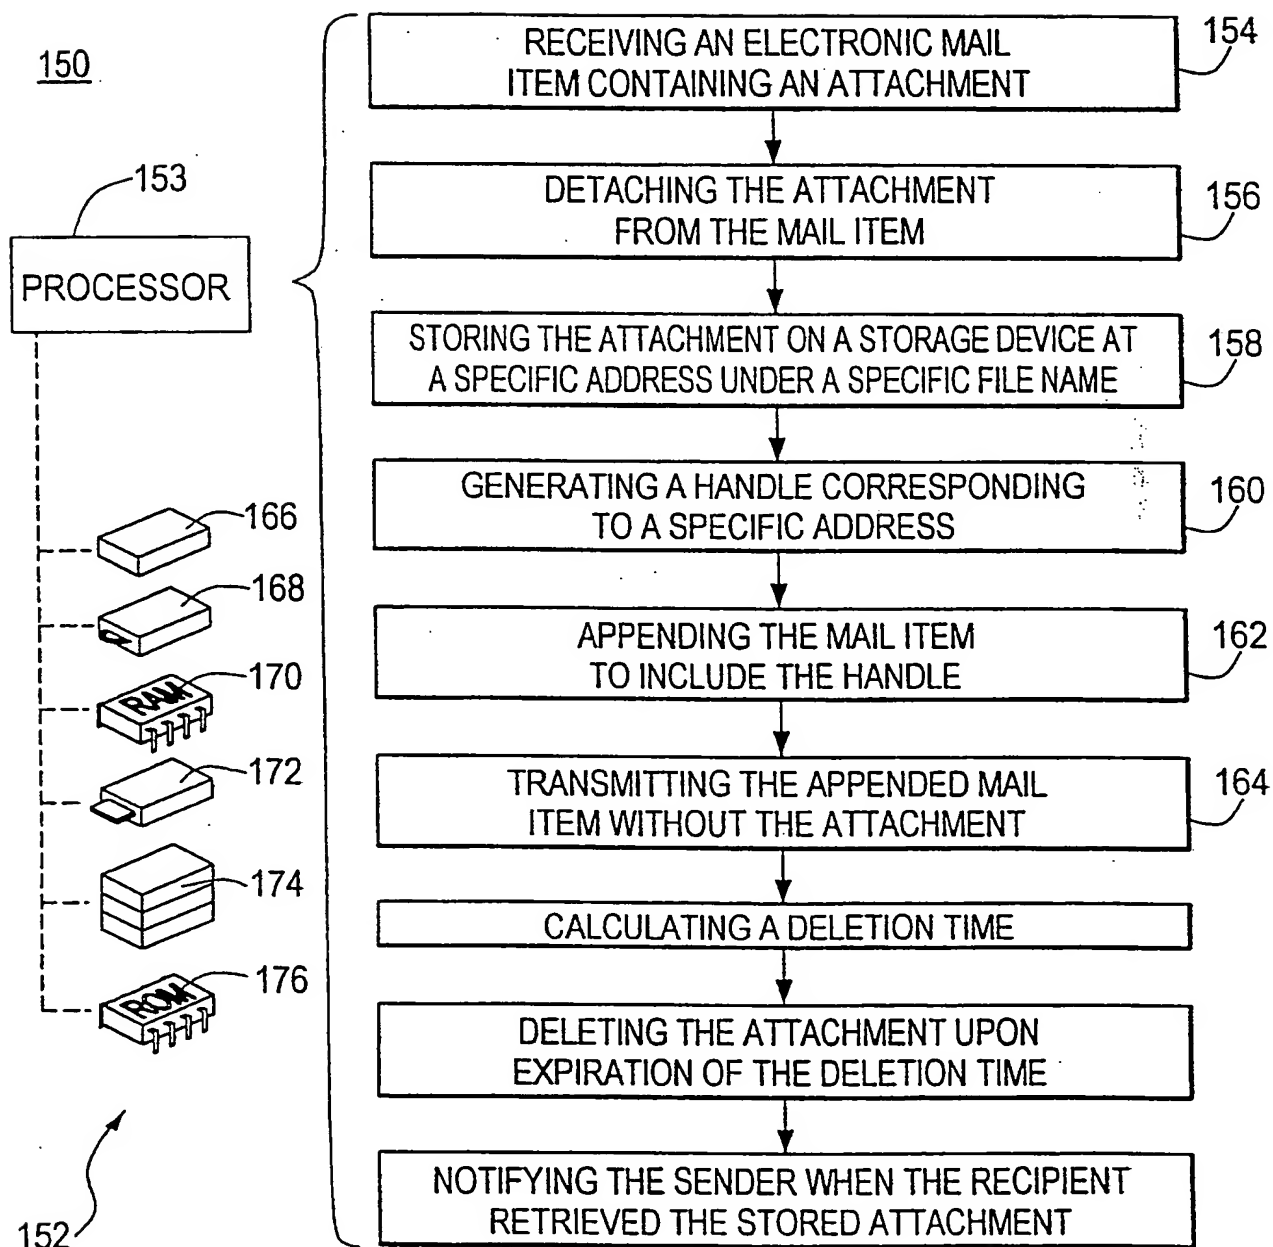 150
153
PROCESSOR
166
168
RAM
170
172
174
ROM
176
152
RECEIVING AN ELECTRONIC MAIL
ITEM CONTAINING AN ATTACHMENT
154
DETACHING THE ATTACHMENT
FROM THE MAIL ITEM
156
STORING THE ATTACHMENT ON A STORAGE DEVICE AT
A SPECIFIC ADDRESS UNDER A SPECIFIC FILE NAME
158
GENERATING A HANDLE CORRESPONDING
TO A SPECIFIC ADDRESS
160
APPENDING THE MAIL ITEM
TO INCLUDE THE HANDLE
162
TRANSMITTING THE APPENDED MAIL
ITEM WITHOUT THE ATTACHMENT
164
CALCULATING A DELETION TIME
DELETING THE ATTACHMENT UPON
EXPIRATION OF THE DELETION TIME
NOTIFYING THE SENDER WHEN THE RECIPIENT
RETRIEVED THE STORED ATTACHMENT